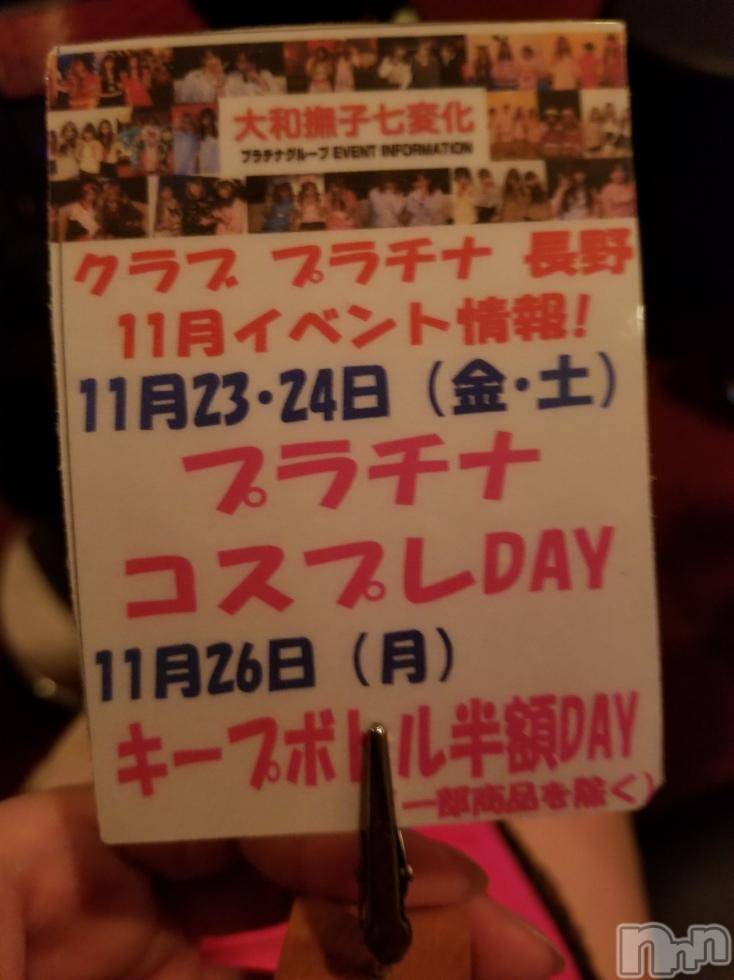 大和撫子七変化
プラチナグループ EVENT INFORMATION
クラブ プラチナ 長野
11月イベント情報!
11月23・24日（金・土）
プラチナ
コスプレDAY
11月26日（月）
キープボトル半額DAY
（一部商品を除く）